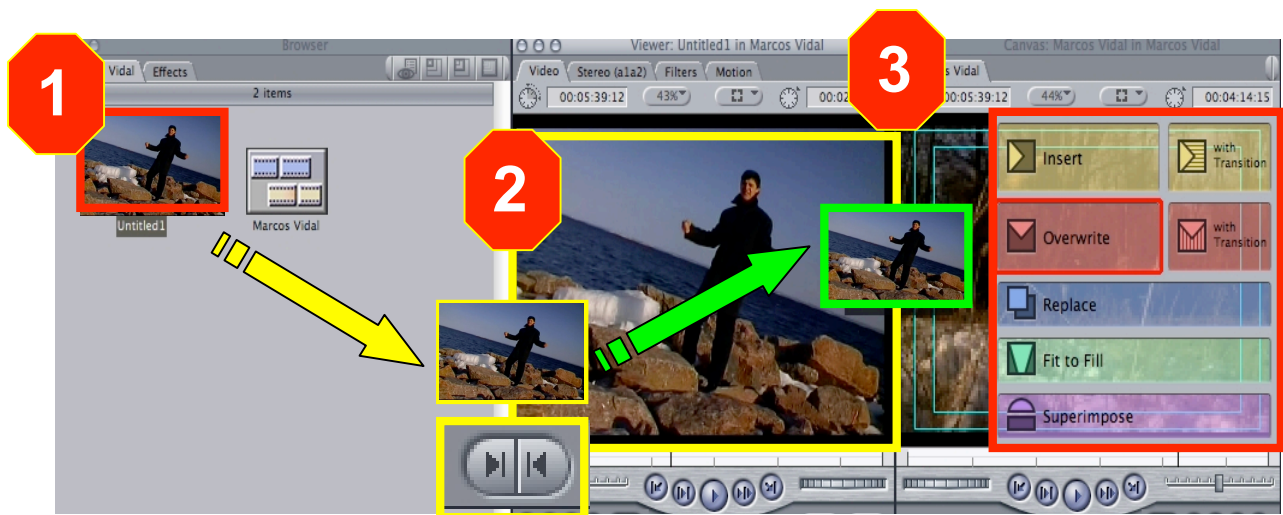 1
Browser
Vidal Effects
2 items
Untitled1
Marcos Vidal
2
Viewer: Untitled1 in Marcos Vidal
Video Stereo (a1a2) Filters Motion
00:05:39:12 43% 00:02
3
Canvas: Marcos Vidal in Marcos Vidal
s Vidal
00:05:39:12 44% 00:04:14:15
Insert
with
Transition
Overwrite
with
Transition
Replace
Fit to Fill
Superimpose